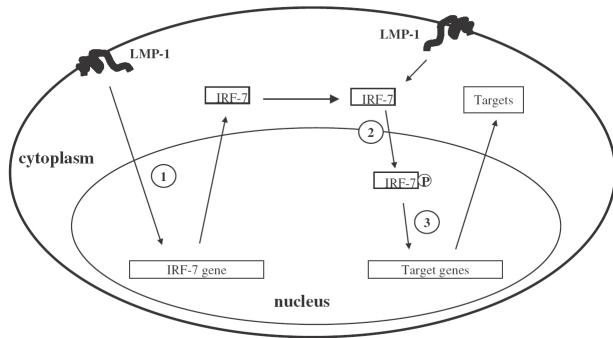 LMP-1
LMP-1
IRF-7
IRF-7
Targets
cytoplasm
1
2
IRF-7 P
3
IRF-7 gene
Target genes
nucleus